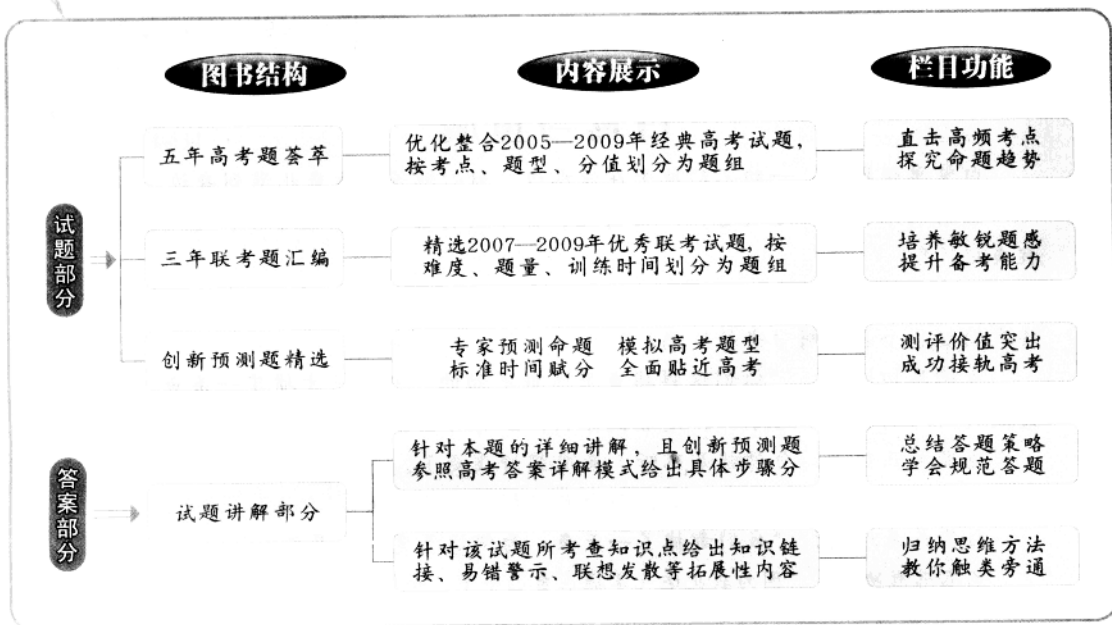 图书结构
内容展示
栏目功能
试题部分
五年高考题荟萃
优化整合2005—2009年经典高考试题,
按考点、题型、分值划分为题组
直击高频考点
探究命题趋势
三年联考题汇编
精选2007—2009年优秀联考试题,按
难度、题量、训练时间划分为题组
培养敏锐题感
提升备考能力
创新预测题精选
专家预测命题 模拟高考题型
标准时间赋分 全面贴近高考
测评价值突出
成功接轨高考
答案部分
试题讲解部分
针对本题的详细讲解，且创新预测题
参照高考答案详解模式给出具体步骤分
总结答题策略
学会规范答题
针对该试题所考查知识点给出知识链
接、易错警示、联想发散等拓展性内容
归纳思维方法
教你触类旁通